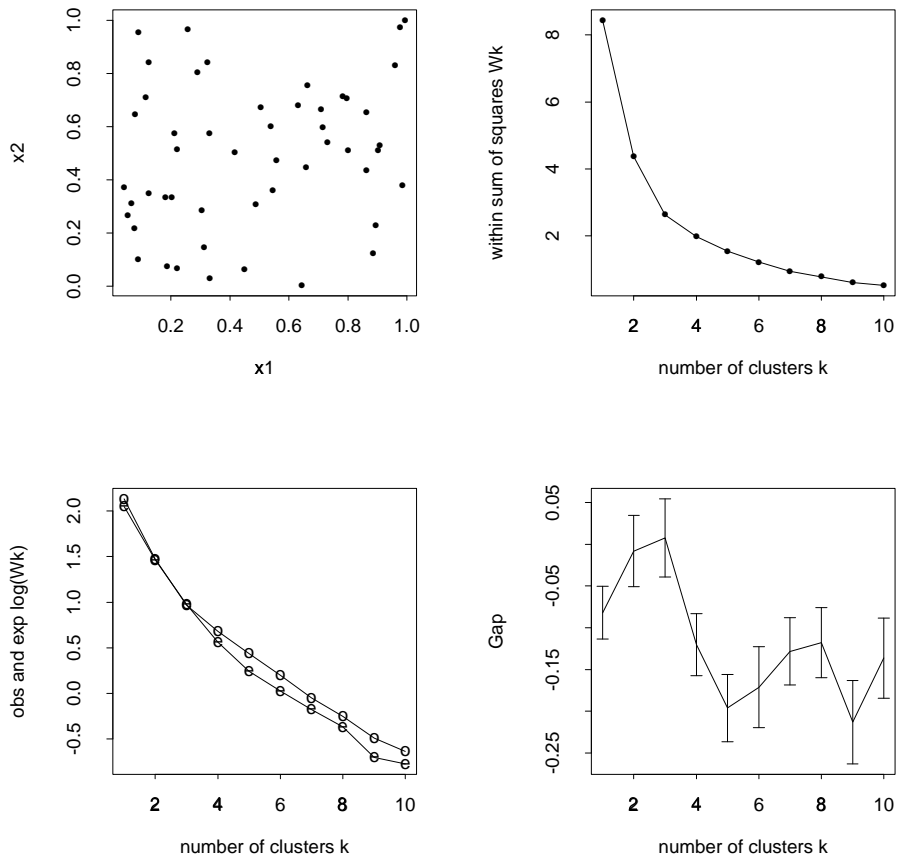 x2
0.0 0.2 0.4 0.6 0.8 1.0
0.2 0.4 0.6 0.8 1.0
x1
within sum of squares Wk
2 4 6 8
2 4 6 8 10
number of clusters k
obs and exp log(Wk)
-0.5 0.0 0.5 1.0 1.5 2.0
2 4 6 8 10
number of clusters k
Gap
-0.25 -0.15 -0.05 0.05
2 4 6 8 10
number of clusters k